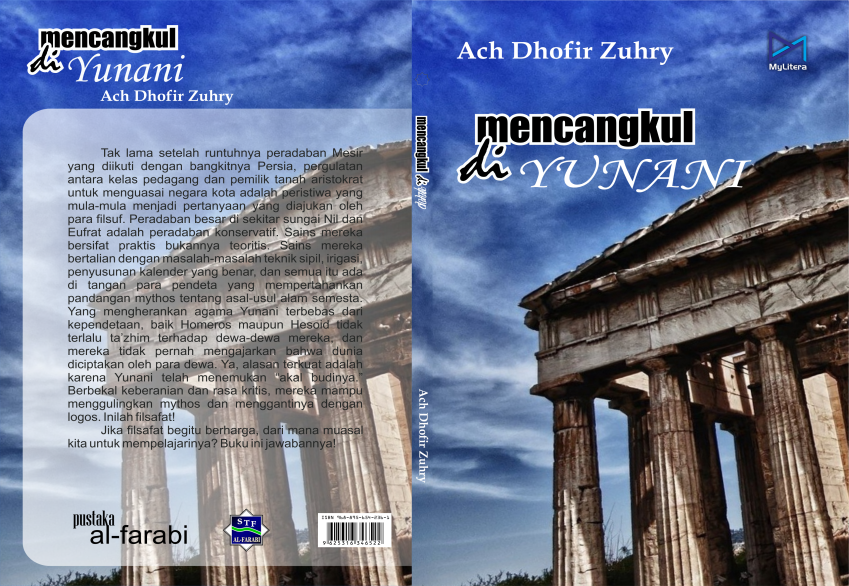 mencangkul
di Yunani
Ach Dhofir Zuhry
Tak lama setelah runtuhnya peradaban Mesir
yang diikuti dengan bangkitnya Persia, pergulatan
antara kelas pedagang dan pemilik tanah aristokrat
untuk menguasai negara kota adalah peristiwa yang
mula-mula menjadi pertanyaan yang diajukan oleh
para filsuf. Peradaban besar di sekitar sungai Nil dan
Eufrat adalah peradaban konservatif. Sains mereka
bersifat praktis bukannya teoritis. Sains mereka
bertalian dengan masalah-masalah teknik sipil, irigasi,
penyusunan kalender yang benar, dan semua itu ada
di tangan para pendeta yang mempertahankan
pandangan mythos tentang asal-usul alam semesta.
Yang mengherankan agama Yunani terbebas dari
kependetaan, baik Homeros maupun Hesoid tidak
terlalu ta'zhim terhadap dewa-dewa mereka, dan
mereka tidak pernah mengajarkan bahwa dunia
diciptakan oleh para dewa. Ya, alasan terkuat adalah
karena Yunani telah menemukan "akal budinya."
Berbekal keberanian dan rasa kritis, mereka mampu
menggulingkan mythos dan menggantinya dengan
logos. Inilah filsafat!
Jika filsafat begitu berharga, dari mana muasal
kita untuk mempelajarinya? Buku ini jawabannya!
pustaka
al-farabi
STF
AL-FARABI
9 625316 346522
mencangkul
Ach Dhofir Zuhry
Ach Dhofir Zuhry
MyLitera
mencangkul
di YUNANI